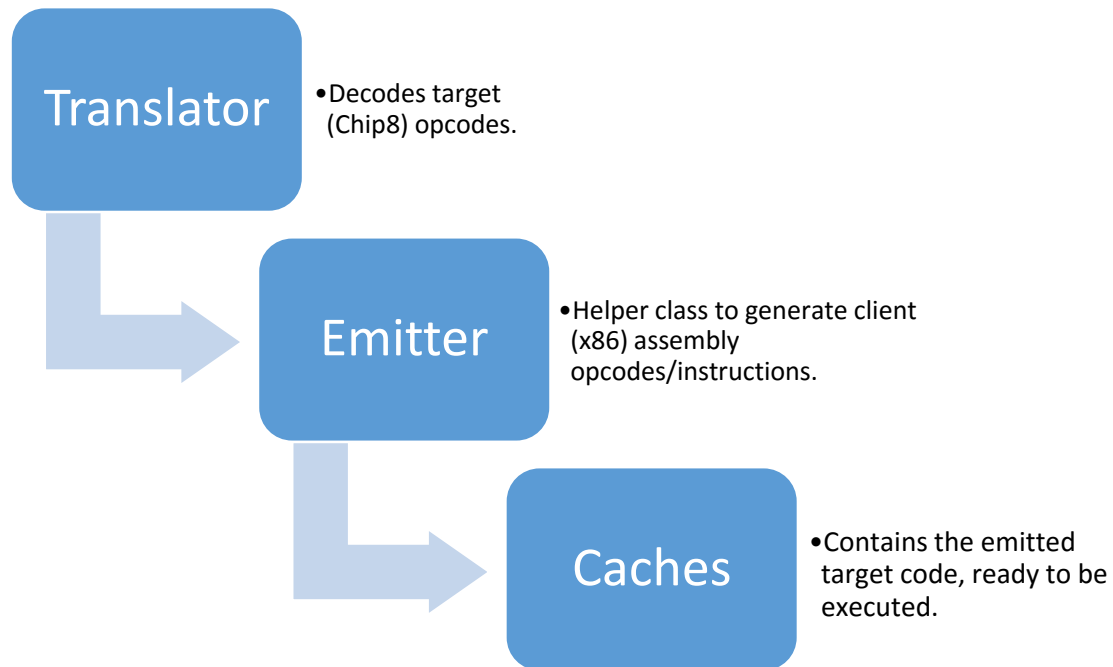 Translator
•Decodes target
(Chip8) opcodes.
Emitter
•Helper class to generate client
(x86) assembly
opcodes/instructions.
Caches
•Contains the emitted
target code, ready to be
executed.